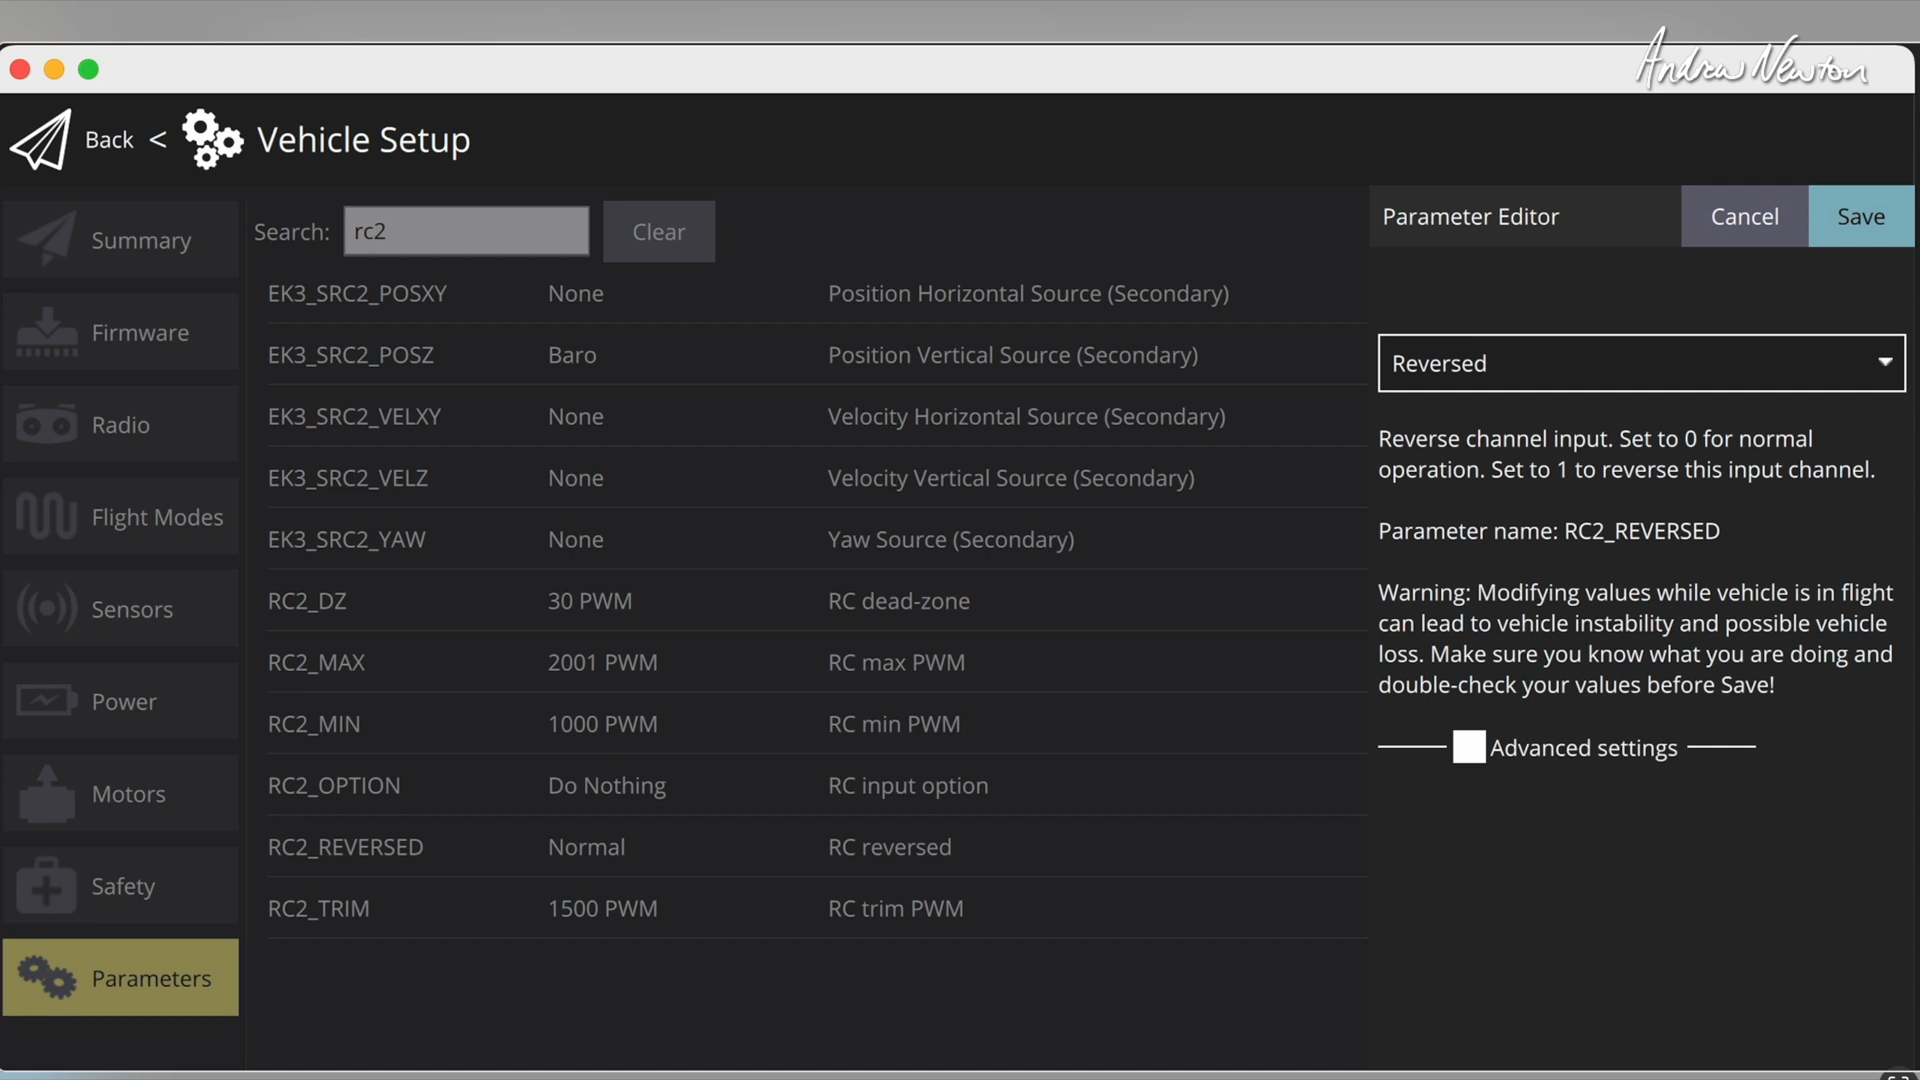 Andrew Newton
Back < Vehicle Setup
Summary
Firmware
Radio
Flight Modes
Sensors
Power
Motors
Safety
Parameters
Search: rc2 Clear
EK3_SRC2_POSXY None Position Horizontal Source (Secondary)
EK3_SRC2_POSZ Baro Position Vertical Source (Secondary)
EK3_SRC2_VELXY None Velocity Horizontal Source (Secondary)
EK3_SRC2_VELZ None Velocity Vertical Source (Secondary)
EK3_SRC2_YAW None Yaw Source (Secondary)
RC2_DZ 30 PWM RC dead-zone
RC2_MAX 2001 PWM RC max PWM
RC2_MIN 1000 PWM RC min PWM
RC2_OPTION Do Nothing RC input option
RC2_REVERSED Normal RC reversed
RC2_TRIM 1500 PWM RC trim PWM
Parameter Editor Cancel Save
Reversed
Reverse channel input. Set to 0 for normal
operation. Set to 1 to reverse this input channel.
Parameter name: RC2_REVERSED
Warning: Modifying values while vehicle is in flight
can lead to vehicle instability and possible vehicle
loss. Make sure you know what you are doing and
double-check your values before Save!
Advanced settings